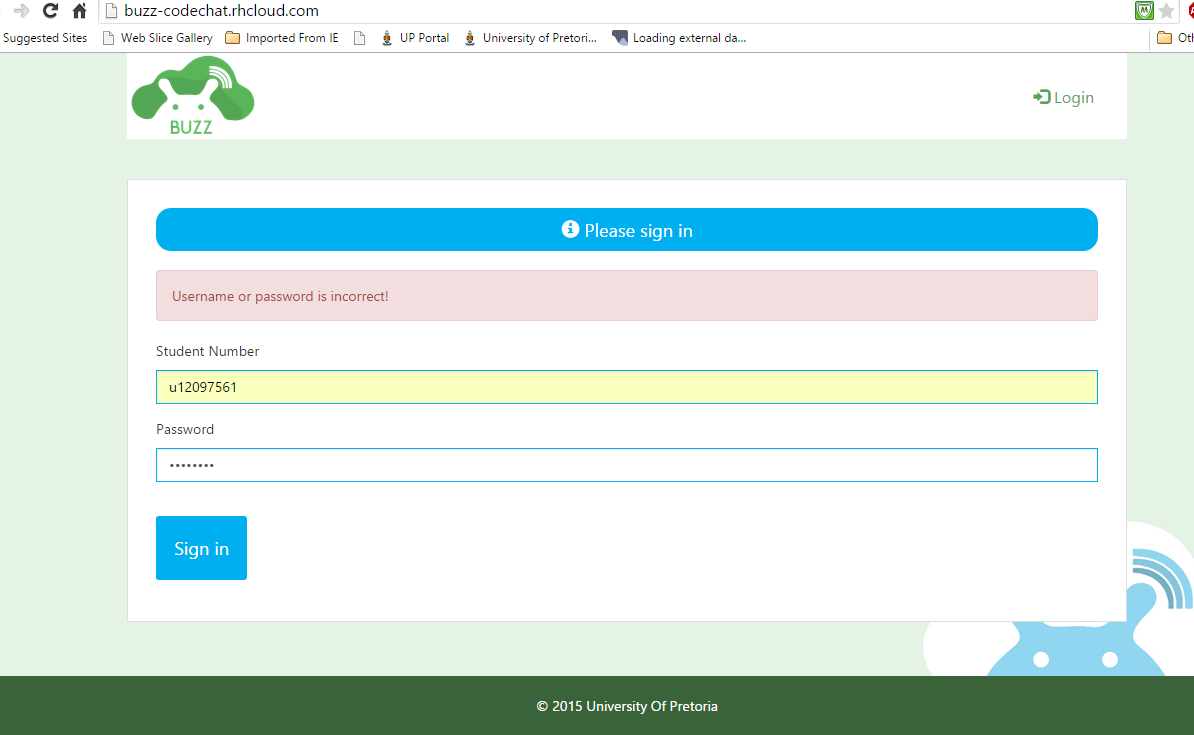 buzz-codechat.rhcloud.com
Suggested Sites Web Slice Gallery Imported From IE UP Portal University of Pretori... Loading external da...
BUZZ
Login
Please sign in
Username or password is incorrect!
Student Number
u12097561
Password
••••••••
Sign in
© 2015 University Of Pretoria